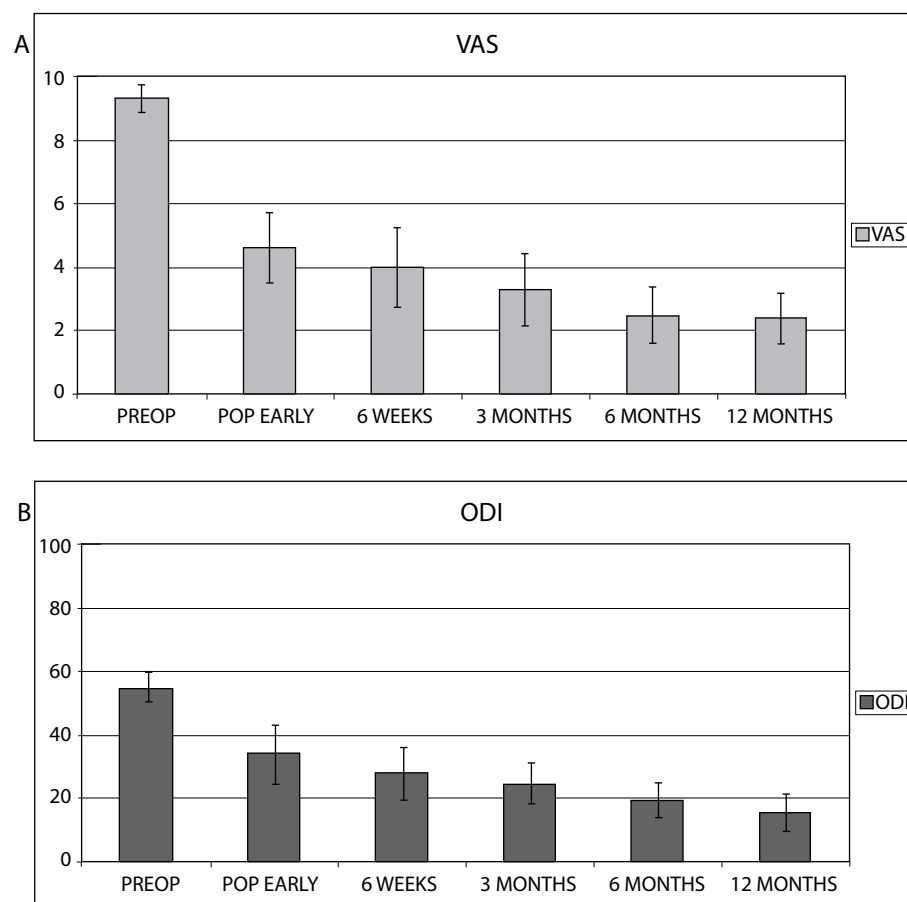 A
VAS
10
8
6
4
2
0
PREOP
POP EARLY
6 WEEKS
3 MONTHS
6 MONTHS
12 MONTHS
VAS
B
ODI
100
80
60
40
20
0
PREOP
POP EARLY
6 WEEKS
3 MONTHS
6 MONTHS
12 MONTHS
ODI